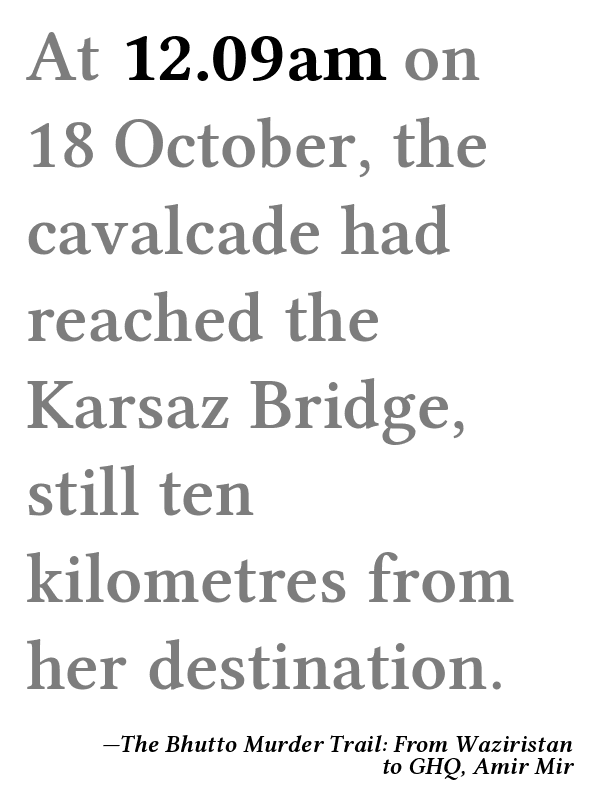 At 12.09am on
18 October, the
cavalcade had
reached the
Karsaz Bridge,
still ten
kilometres from
her destination.
—The Bhutto Murder Trail: From Waziristan
to GHQ, Amir Mir